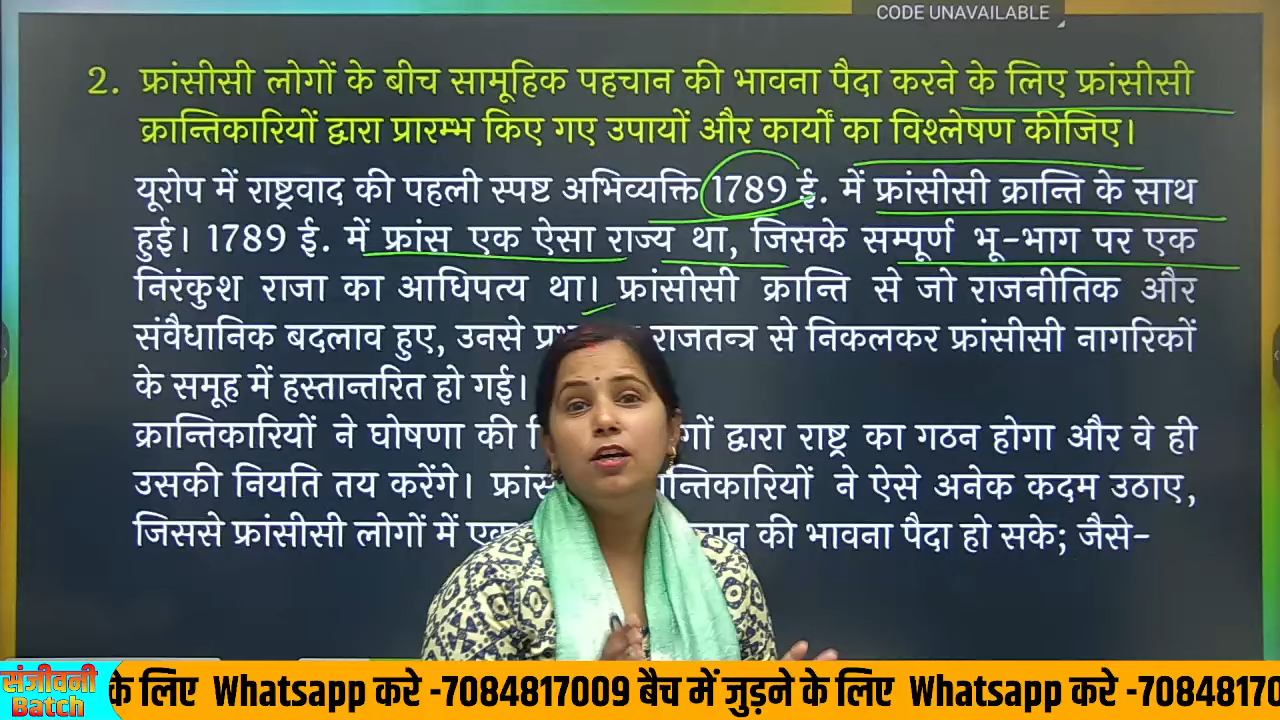 CODE UNAVAILABLE
2. फ्रांसीसी लोगों के बीच सामूहिक पहचान की भावना पैदा करने के लिए फ्रांसीसी
क्रान्तिकारियों द्वारा प्रारम्भ किए गए उपायों और कार्यों का विश्लेषण कीजिए।
यूरोप में राष्ट्रवाद की पहली स्पष्ट अभिव्यक्ति 1789 ई. में फ्रांसीसी क्रान्ति के साथ
हुई। 1789 ई. में फ्रांस एक ऐसा राज्य था, जिसके सम्पूर्ण भू-भाग पर एक
निरंकुश राजा का आधिपत्य था। फ्रांसीसी क्रान्ति से जो राजनीतिक और
संवैधानिक बदलाव हुए, उनसे राजतन्त्र से निकलकर फ्रांसीसी नागरिकों
के समूह में हस्तान्तरित हो गई।
क्रान्तिकारियों ने घोषणा की द्वारा राष्ट्र का गठन होगा और वे ही
उसकी नियति तय करेंगे। ने ऐसे अनेक कदम उठाए,
जिससे फ्रांसीसी लोगों में की भावना पैदा हो सके; जैसे-
संजीवनी
Batch
के लिए Whatsapp करे -7084817009 बैच में जुड़ने के लिए Whatsapp करे -70848170